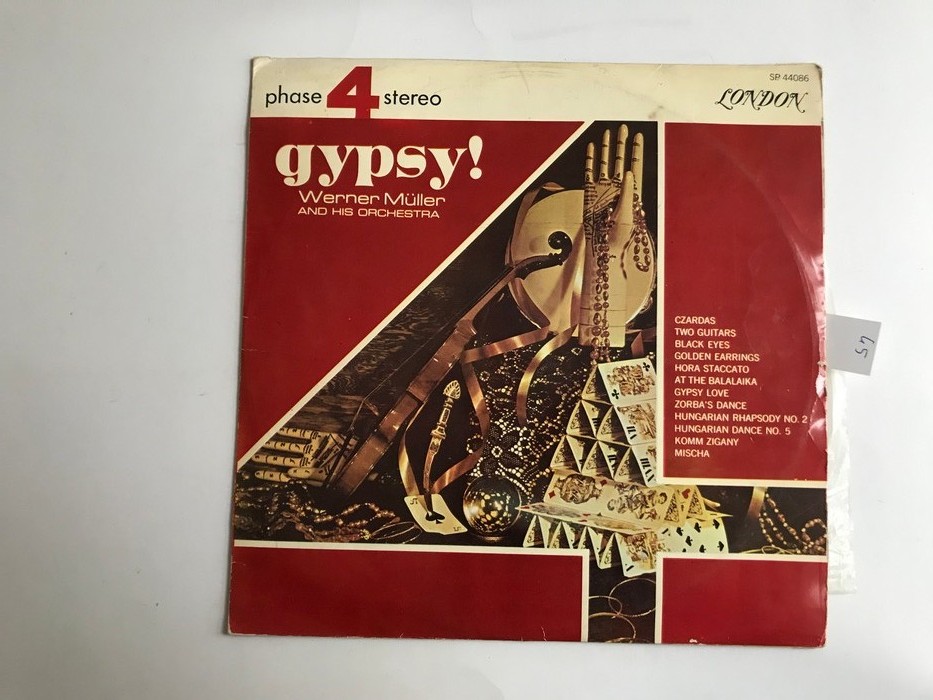 phase 4 stereo
SP 44086
LONDON
gypsy!
Werner Müller
AND HIS ORCHESTRA
CZARDAS
TWO GUITARS
BLACK EYES
GOLDEN EARRINGS
HORA STACCATO
AT THE BALALAIKA
GYPSY LOVE
ZORBA'S DANCE
HUNGARIAN RHAPSODY NO. 2
HUNGARIAN DANCE NO. 5
KOMM ZIGANY
MISCHA